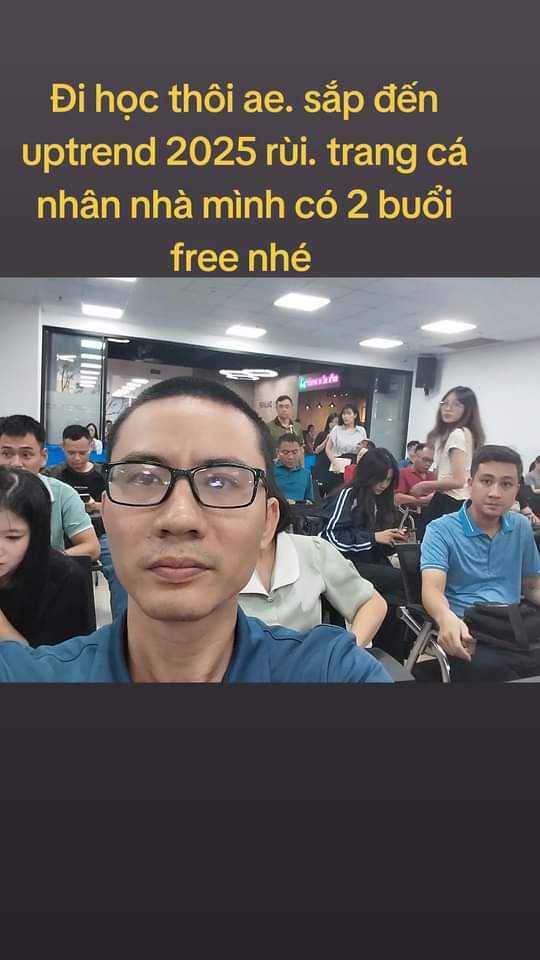 Đi học thôi ae. sắp đến
uptrend 2025 rùi. trang cá
nhân nhà mình có 2 buổi
free nhé